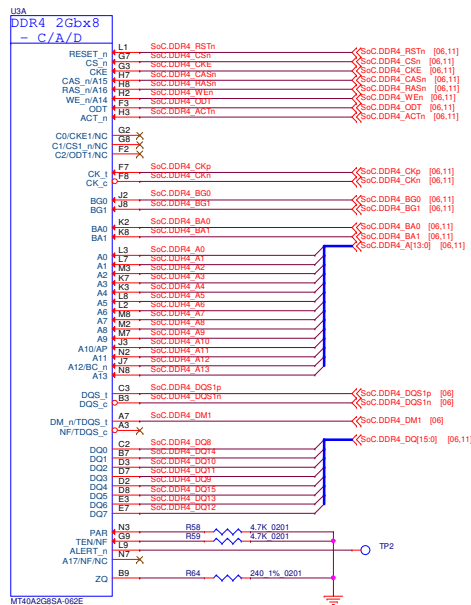 U3A
DDR4 2Gbx8
- C/A/D
RESET_n L1 SoC.DDR4_RSTn SoC.DDR4_RSTn [06,11]
CS_n G7 SoC.DDR4_CSn SoC.DDR4_CSn [06,11]
CKE G3 SoC.DDR4_CKE SoC.DDR4_CKE [06,11]
CAS_n/A15 H7 SoC.DDR4_CASn SoC.DDR4_CASn [06,11]
RAS_n/A16 H8 SoC.DDR4_RASn SoC.DDR4_RASn [06,11]
WE_n/A14 H2 SoC.DDR4_WEn SoC.DDR4_WEn [06,11]
ODT F3 SoC.DDR4_ODT SoC.DDR4_ODT [06,11]
ACT_n H3 SoC.DDR4_ACTn SoC.DDR4_ACTn [06,11]
C0/CKE1/NC G2
C1/CS1_n/NC G8
C2/ODT1/NC F2
CK_t F7 SoC.DDR4_CKp SoC.DDR4_CKp [06,11]
CK_c F8 SoC.DDR4_CKn SoC.DDR4_CKn [06,11]
BG0 J2 SoC.DDR4_BG0 SoC.DDR4_BG0 [06,11]
BG1 J8 SoC.DDR4_BG1 SoC.DDR4_BG1 [06,11]
BA0 K2 SoC.DDR4_BA0 SoC.DDR4_BA0 [06,11]
BA1 K8 SoC.DDR4_BA1 SoC.DDR4_BA1 [06,11]
SoC.DDR4_A[13:0] [06,11]
A0 L3 SoC.DDR4_A0
A1 L7 SoC.DDR4_A1
A2 M3 SoC.DDR4_A2
A3 K7 SoC.DDR4_A3
A4 K3 SoC.DDR4_A4
A5 L8 SoC.DDR4_A5
A6 L2 SoC.DDR4_A6
A7 M8 SoC.DDR4_A7
A8 M2 SoC.DDR4_A8
A9 M7 SoC.DDR4_A9
A10/AP J3 SoC.DDR4_A10
A11 N2 SoC.DDR4_A11
A12/BC_n J7 SoC.DDR4_A12
A13 N8 SoC.DDR4_A13
DQS_t C3 SoC.DDR4_DQS1p SoC.DDR4_DQS1p [06]
DQS_c B3 SoC.DDR4_DQS1n SoC.DDR4_DQS1n [06]
DM_n/TDQS_t A7 SoC.DDR4_DM1 SoC.DDR4_DM1 [06]
NF/TDQS_c A3
SoC.DDR4_DQ[15:0] [06,11]
DQ0 C2 SoC.DDR4_DQ8
DQ1 B7 SoC.DDR4_DQ14
DQ2 D3 SoC.DDR4_DQ10
DQ3 D7 SoC.DDR4_DQ11
DQ4 D2 SoC.DDR4_DQ9
DQ5 D8 SoC.DDR4_DQ15
DQ6 E3 SoC.DDR4_DQ13
DQ7 E7 SoC.DDR4_DQ12
PAR N3 R58 4.7K_0201
TEN/NF G9 R59 4.7K_0201
ALERT_n L9 TP2
A17/NF/NC N7
ZQ B9 R64 240_1%_0201
MT40A2G8SA-062E